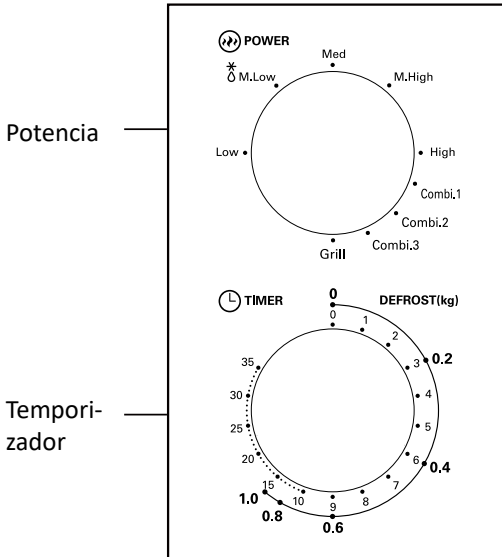 POWER
Med
M.Low
M.High
Potencia
Low
High
Combi.1
Combi.2
Combi.3
Grill
TIMER
0
DEFROST(kg)
0
1
2
35
3
0.2
30
4
Tempori-
zador
25
5
20
6
0.4
15
10
9
8
7
1.0
0.8
0.6